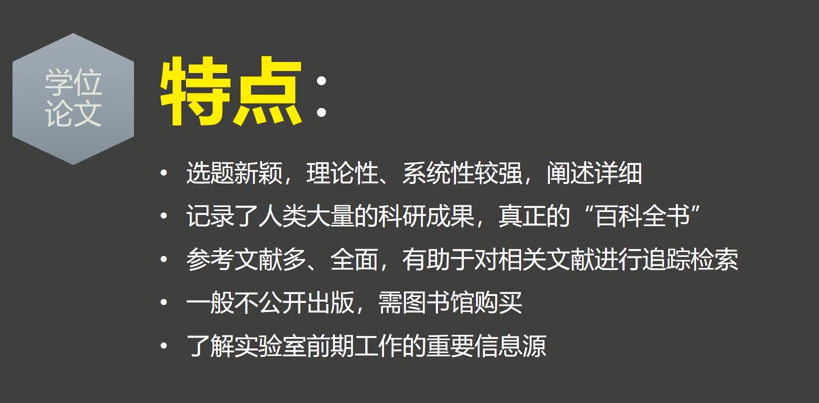 学位
论文
特点：
• 选题新颖，理论性、系统性较强，阐述详细
• 记录了人类大量的科研成果，真正的“百科全书”
• 参考文献多、全面，有助于对相关文献进行追踪检索
• 一般不公开出版，需图书馆购买
• 了解实验室前期工作的重要信息源